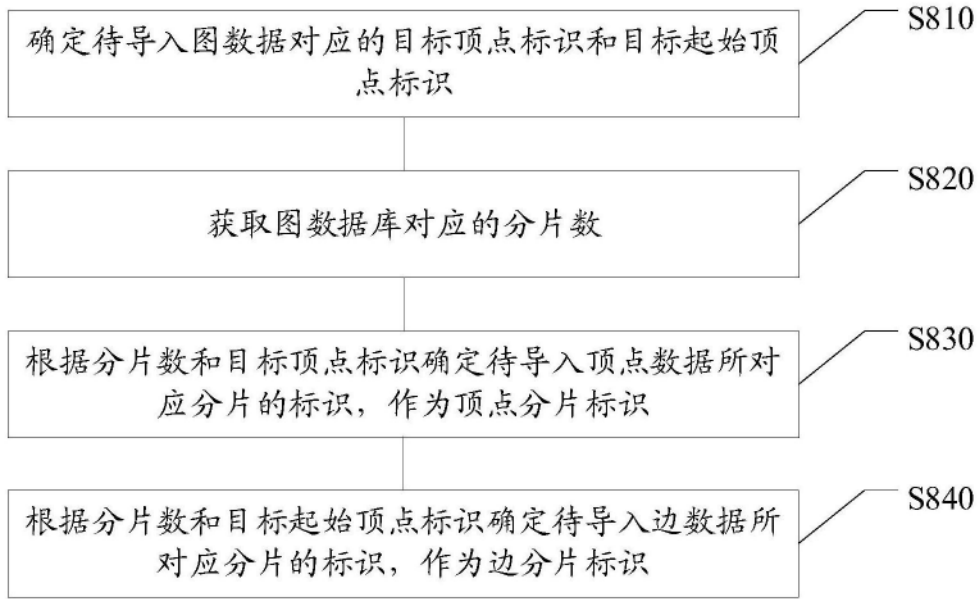 确定待导入图数据对应的目标顶点标识和目标起始顶
点标识
S810
获取图数据库对应的分片数
S820
根据分片数和目标顶点标识确定待导入顶点数据所对
应分片的标识，作为顶点分片标识
S830
根据分片数和目标起始顶点标识确定待导入边数据所
对应分片的标识，作为边分片标识
S840